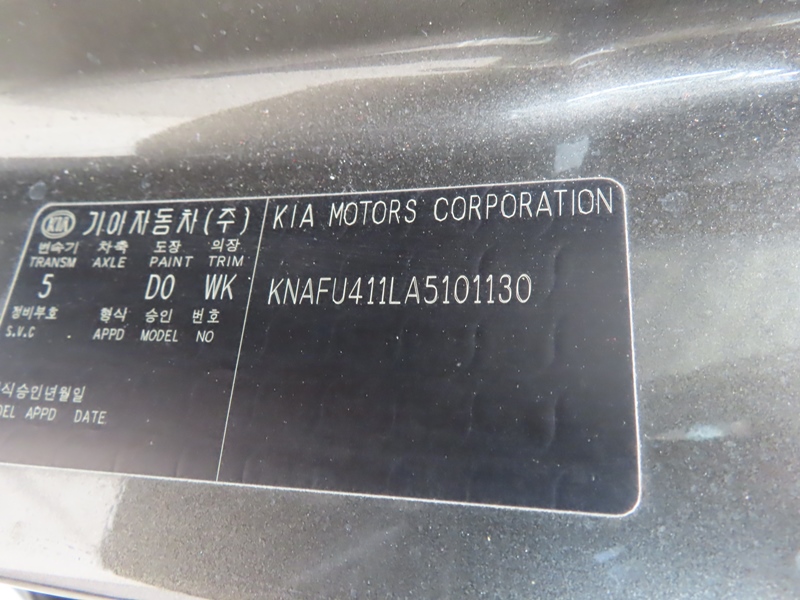 KIA 기아자동차(주) KIA MOTORS CORPORATION
변속기 차축 도장 의장
TRANSM AXLE PAINT TRIM
5 DO WK KNAFU411LA5101130
정비부호 형식 승인 번호
S.V.C . APPD MODEL NO
식승인년월일
DEL APPD DATE